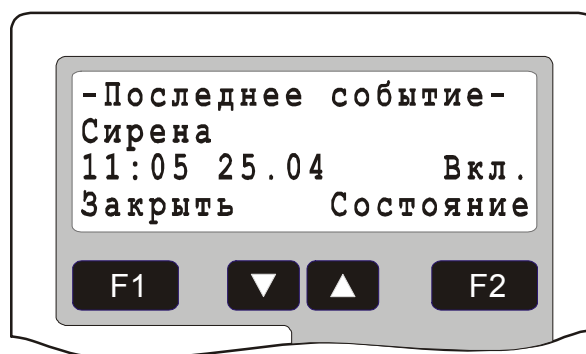 -Последнее событие-
Сирена
11:05 25.04 Вкл.
Закрыть Состояние
F1 ▼ ▲ F2